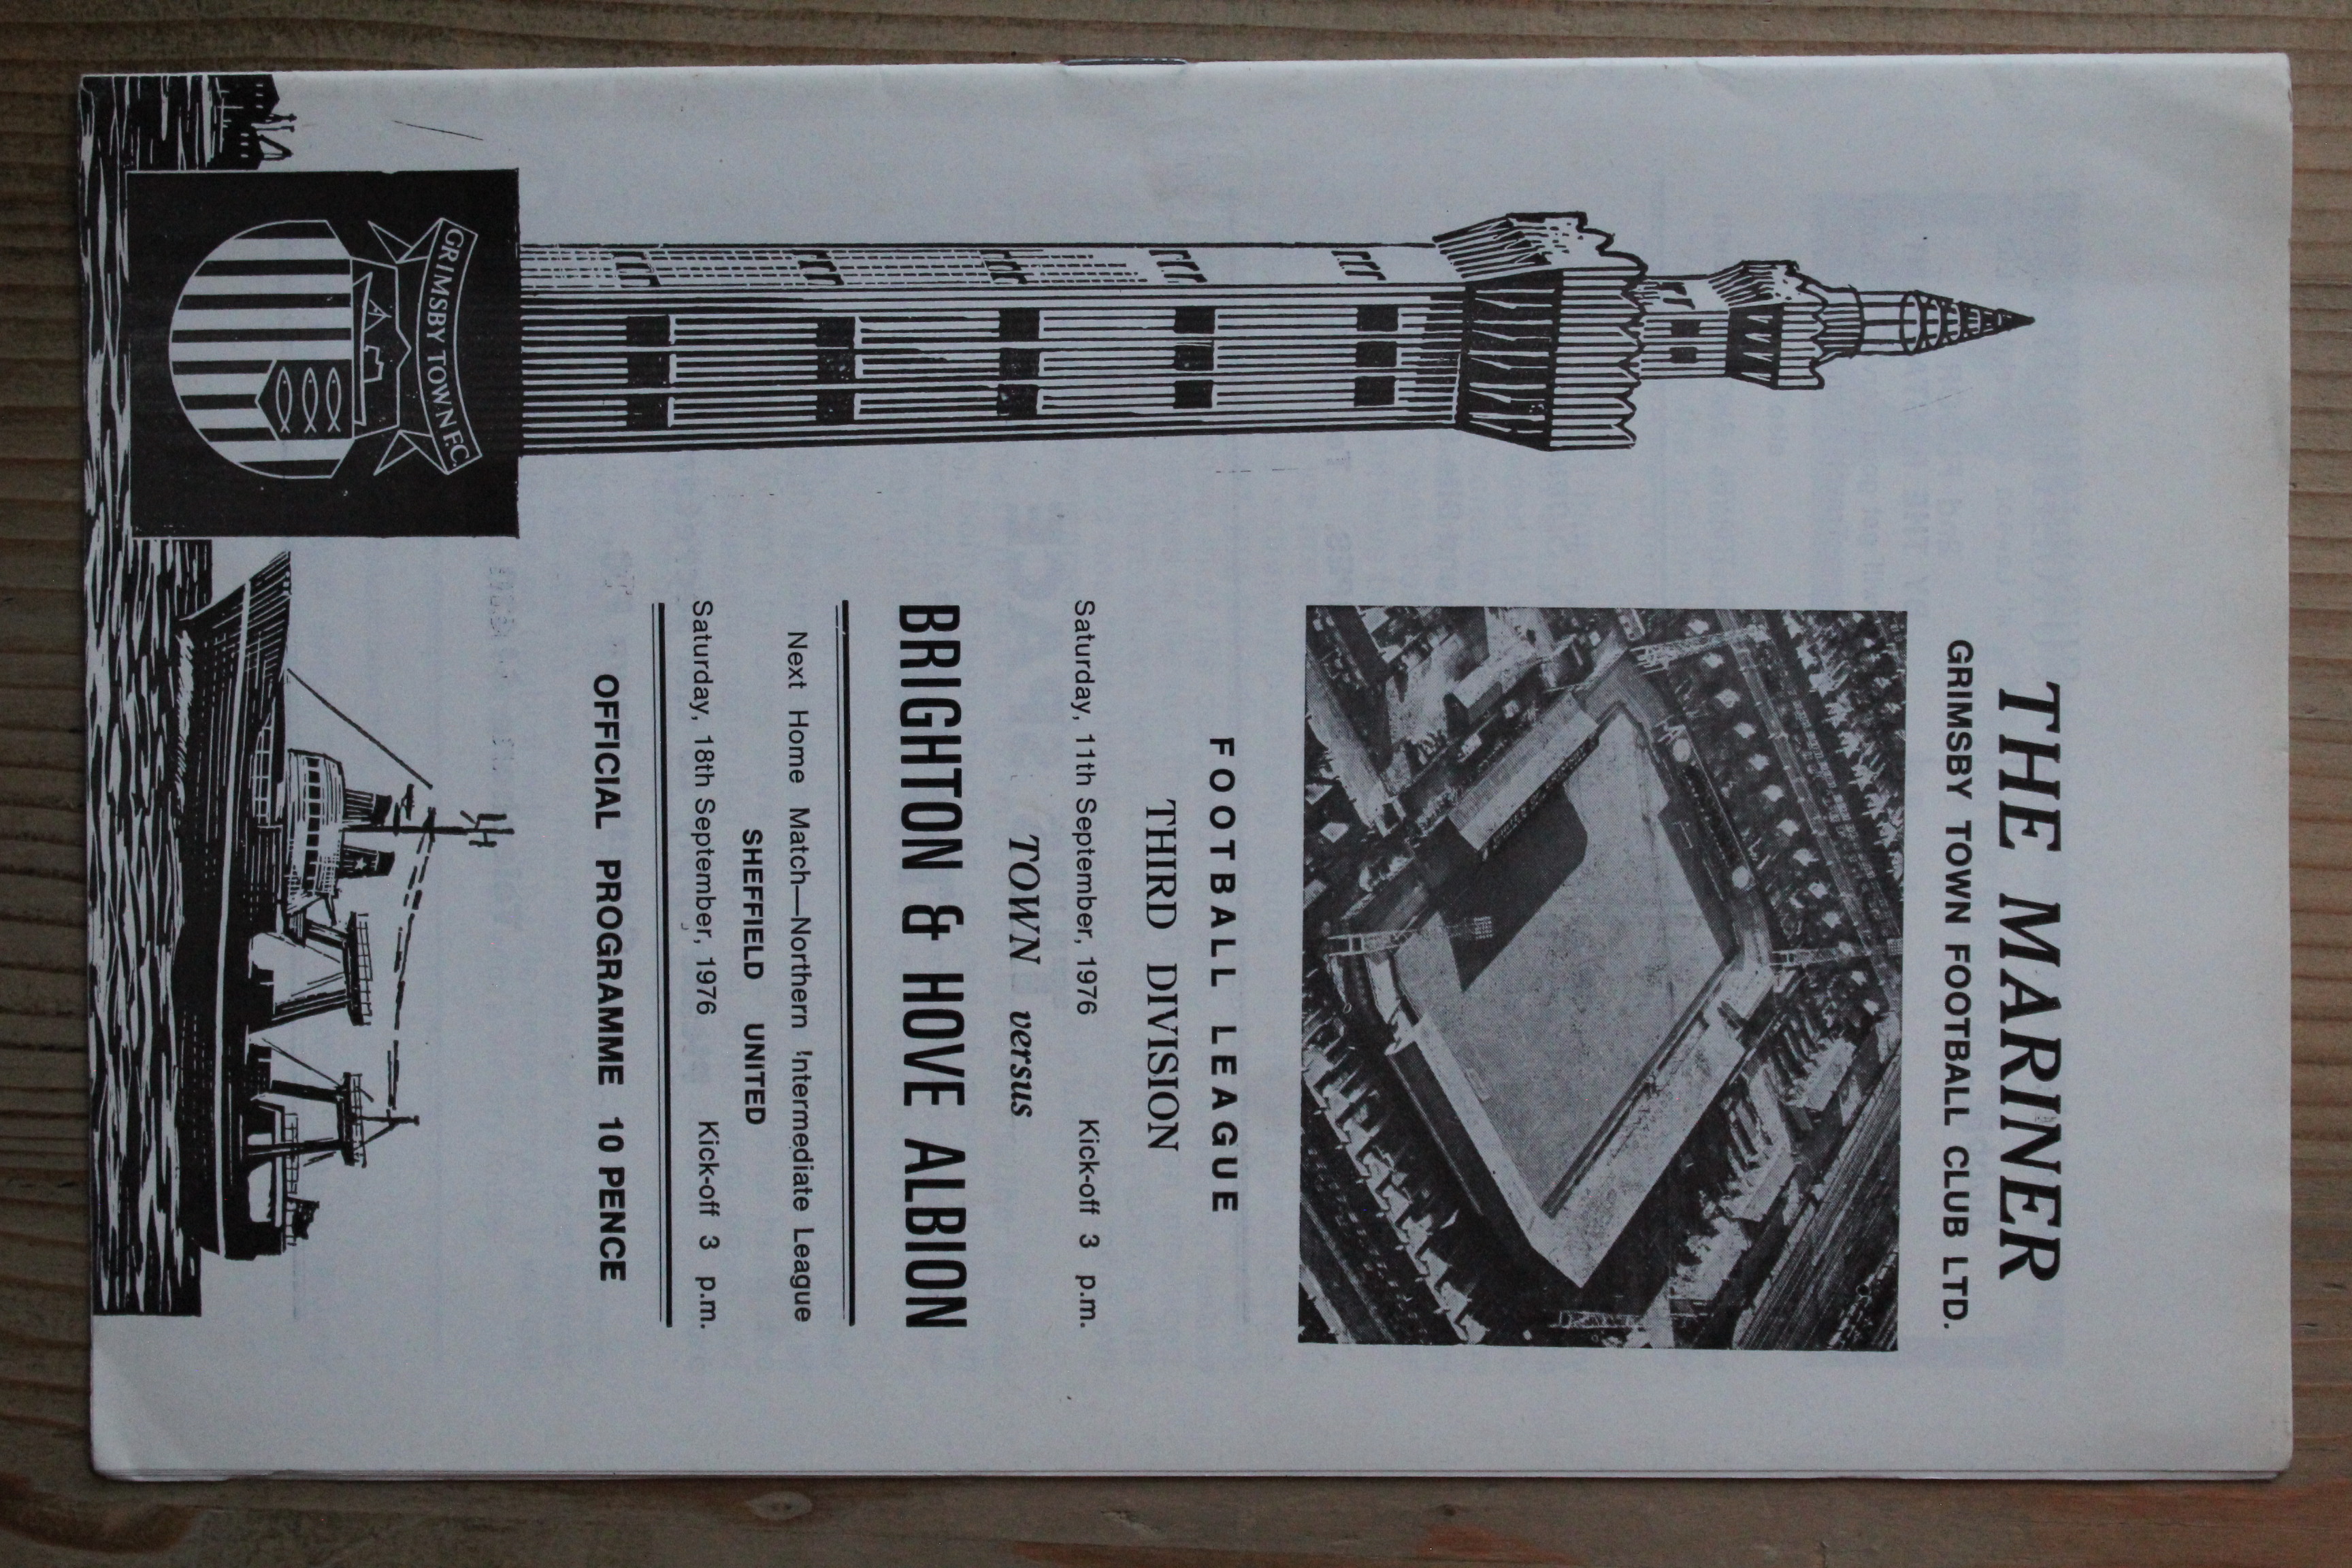 THE MARINER
GRIMSBY TOWN FOOTBALL CLUB LTD.
FOOTBALL LEAGUE
THIRD DIVISION
Saturday, 11th September, 1976 Kick-off 3 p.m.
TOWN versus
BRIGHTON & HOVE ALBION
Next Home Match—Northern Intermediate League
SHEFFIELD UNITED
Saturday, 18th September, 1976 Kick-off 3 p.m.
OFFICIAL PROGRAMME 10 PENCE
GRIMSBY TOWN F.C.